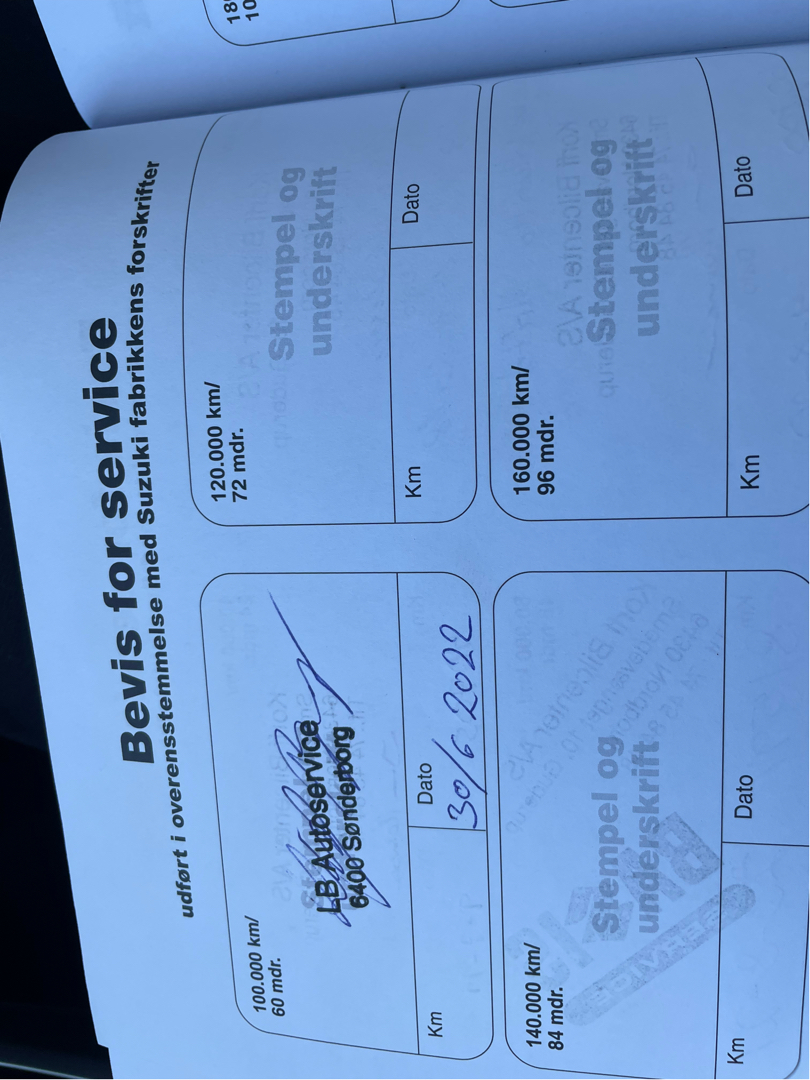 Bevis for service
udført i overensstemmelse med Suzuki fabrikkens forskrifter
100.000 km/
60 mdr.
LB Autoservice
6400 Sønderborg
Km
Dato
30/6 2022
120.000 km/
72 mdr.
Stempel og
underskrift
Km
Dato
140.000 km/
84 mdr.
Stempel og
underskrift
Km
Dato
160.000 km/
96 mdr.
Stempel og
underskrift
Km
Dato